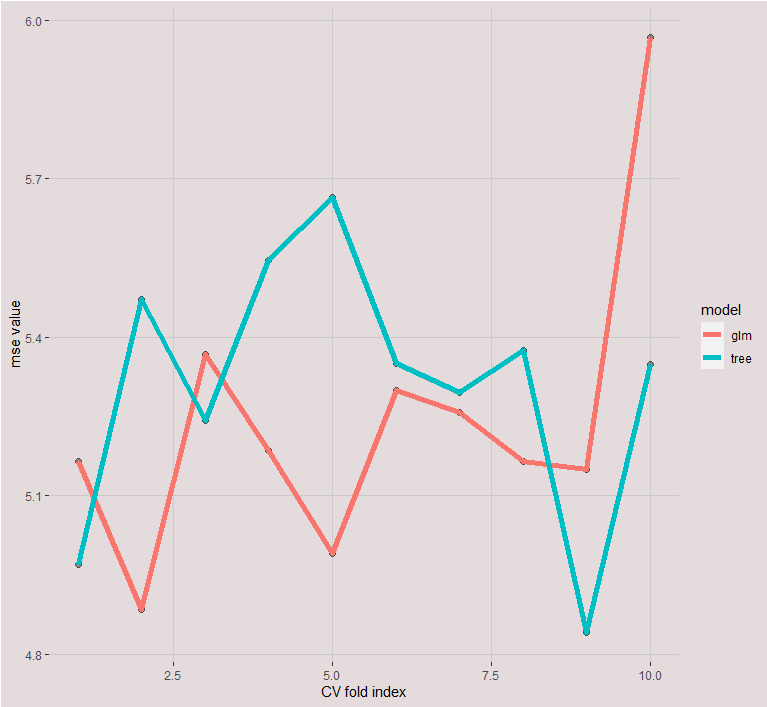 6.0
5.7
5.4
5.1
4.8
mse value
2.5 5.0 7.5 10.0
CV fold index
model
glm
tree